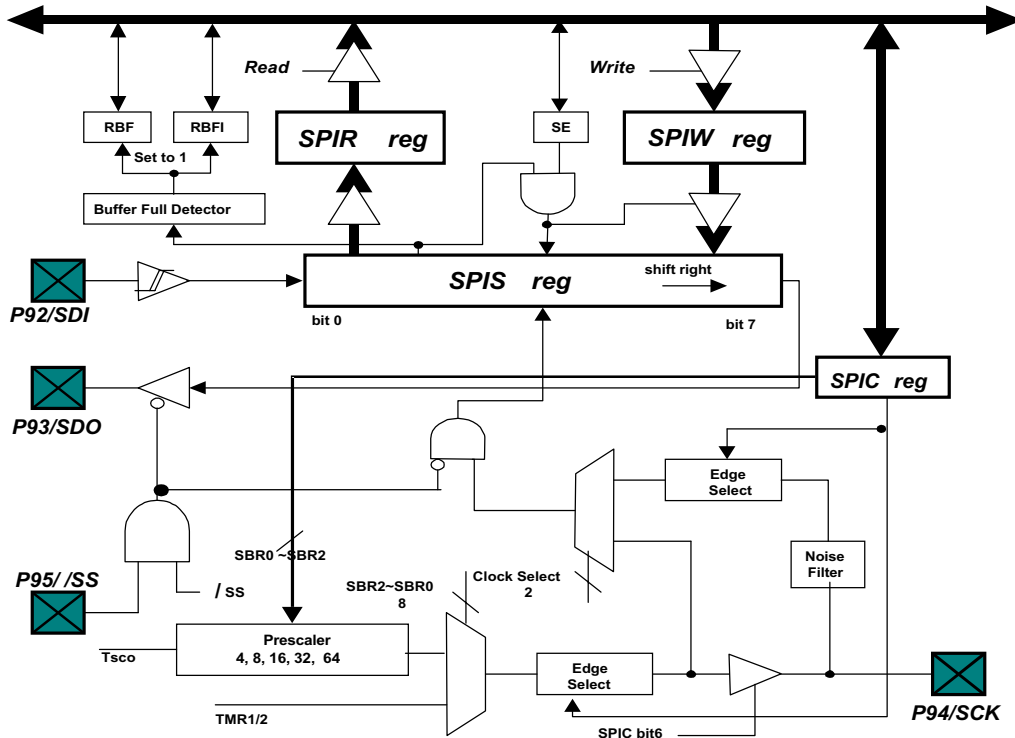 Read
Write
RBF
RBFI
SPIR reg
SE
SPIW reg
Set to 1
Buffer Full Detector
SPIS reg
shift right
P92/SDI
bit 0
bit 7
SPIC reg
P93/SDO
Edge
Select
SBR0 ~SBR2
Noise
Filter
P95/ /SS
/ SS
SBR2~SBR0
8
Clock Select
2
Prescaler
4, 8, 16, 32, 64
Tsco
Edge
Select
TMR1/2
P94/SCK
SPIC bit6